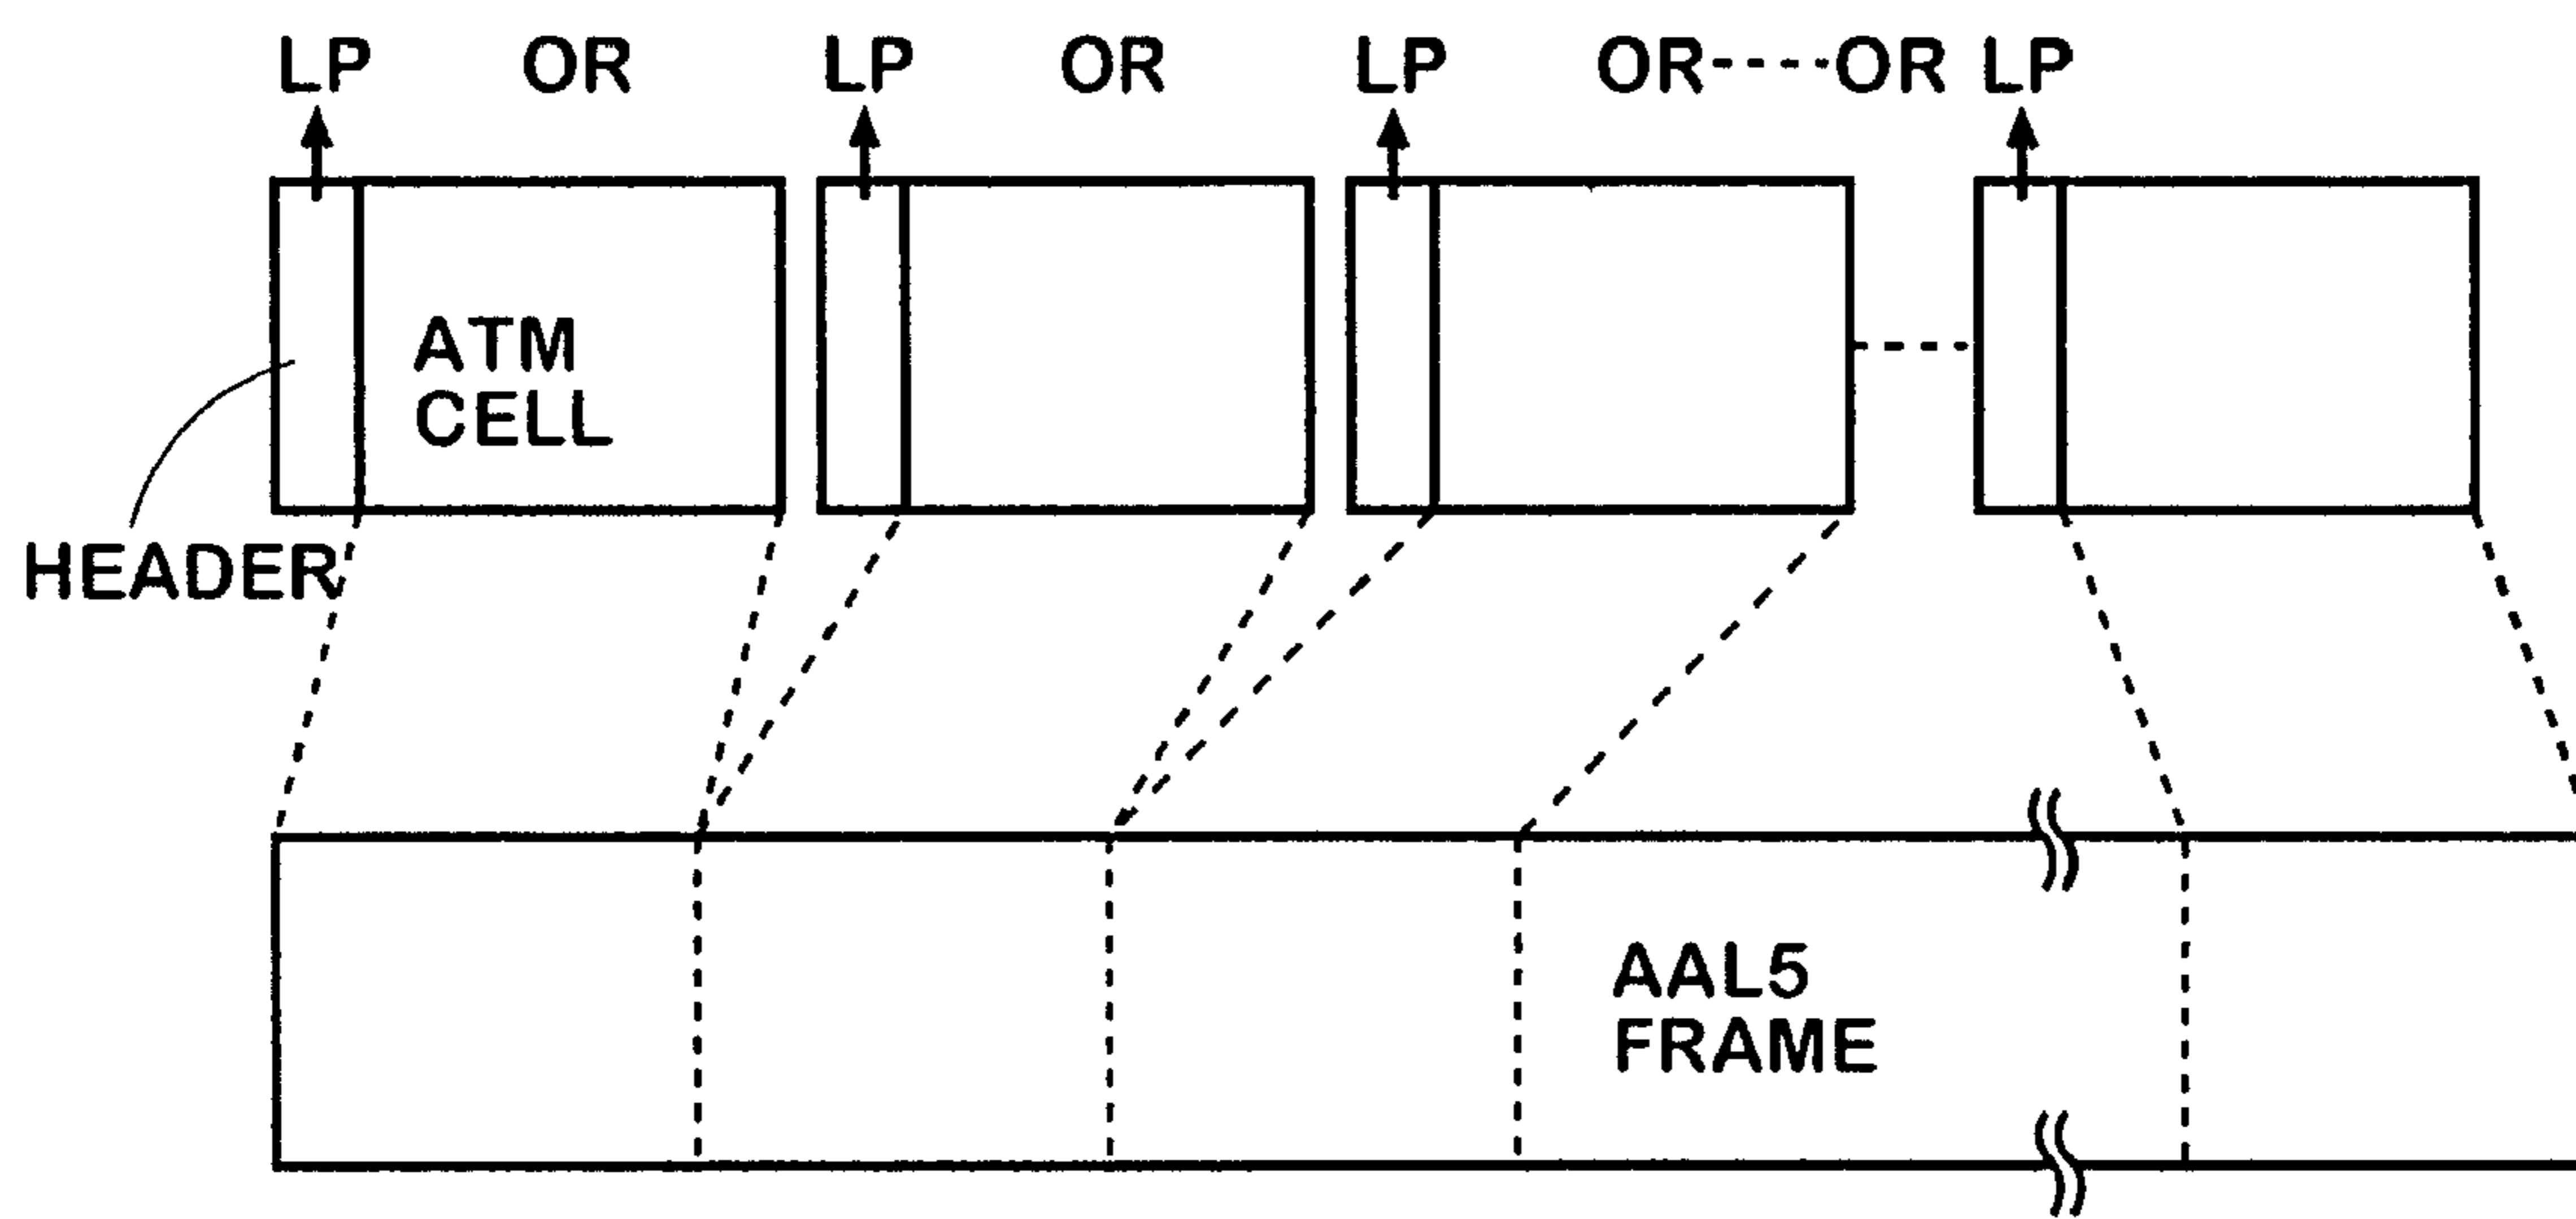 LP OR LP OR LP OR----OR LP
ATM
CELL
HEADER
AAL5
FRAME